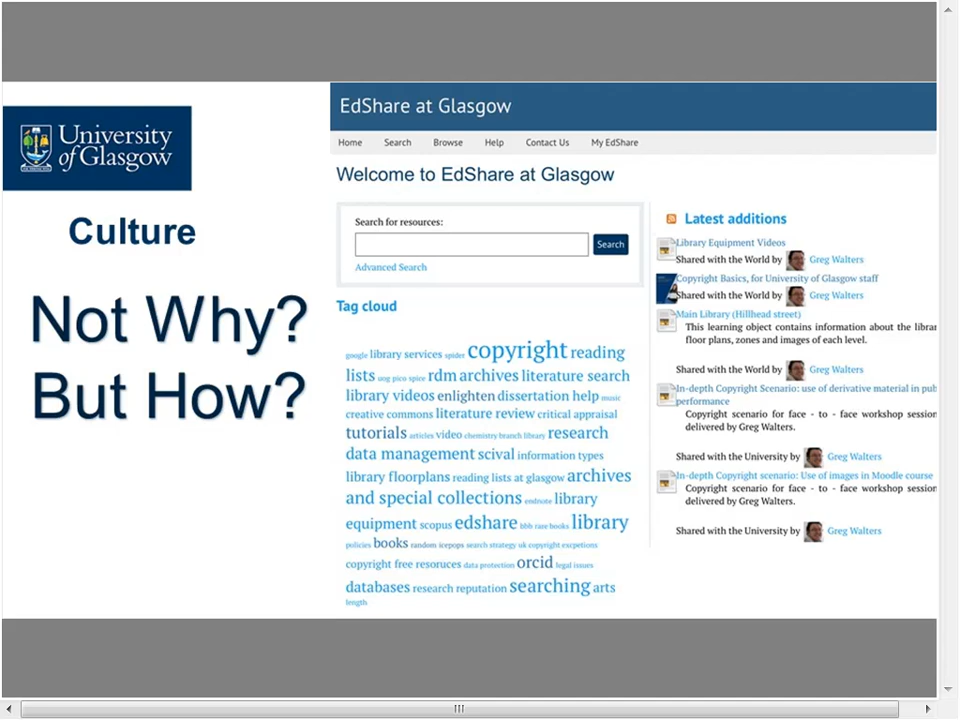 University
of Glasgow
Culture
Not Why?
But How?
EdShare at Glasgow
Home Search Browse Help Contact Us My EdShare
Welcome to EdShare at Glasgow
Search for resources:
Search
Advanced Search
Tag cloud
google library services spider copyright reading
lists ung pico spice rdm archives literature search
library videos enlighten dissertation help music
creative commons literature review critical appraisal
tutorials articles video chemistry branch library research
data management scival information types
library floorplans reading lists at glasgow archives
and special collections endnote library
equipment scopus edshare bbb rare books library
policies books random icepops search strategy uk copyright excpetions
copyright free resoruces data protection orcid legal issues
databases research reputation searching arts
length
Latest additions
Library Equipment Videos
Shared with the World by Greg Walters
Copyright Basics, for University of Glasgow staff
Shared with the World by Greg Walters
Main Library (Hillhead street)
This learning object contains information about the librar
floor plans, zones and images of each level.
Shared with the World by Greg Walters
In-depth Copyright Scenario: use of derivative material in pub
performance
Copyright scenario for face - to - face workshop session
delivered by Greg Walters.
Shared with the University by Greg Walters
In-depth Copyright scenario: Use of images in Moodle course
Copyright scenario for face - to - face workshop session
delivered by Greg Walters.
Shared with the University by Greg Walters